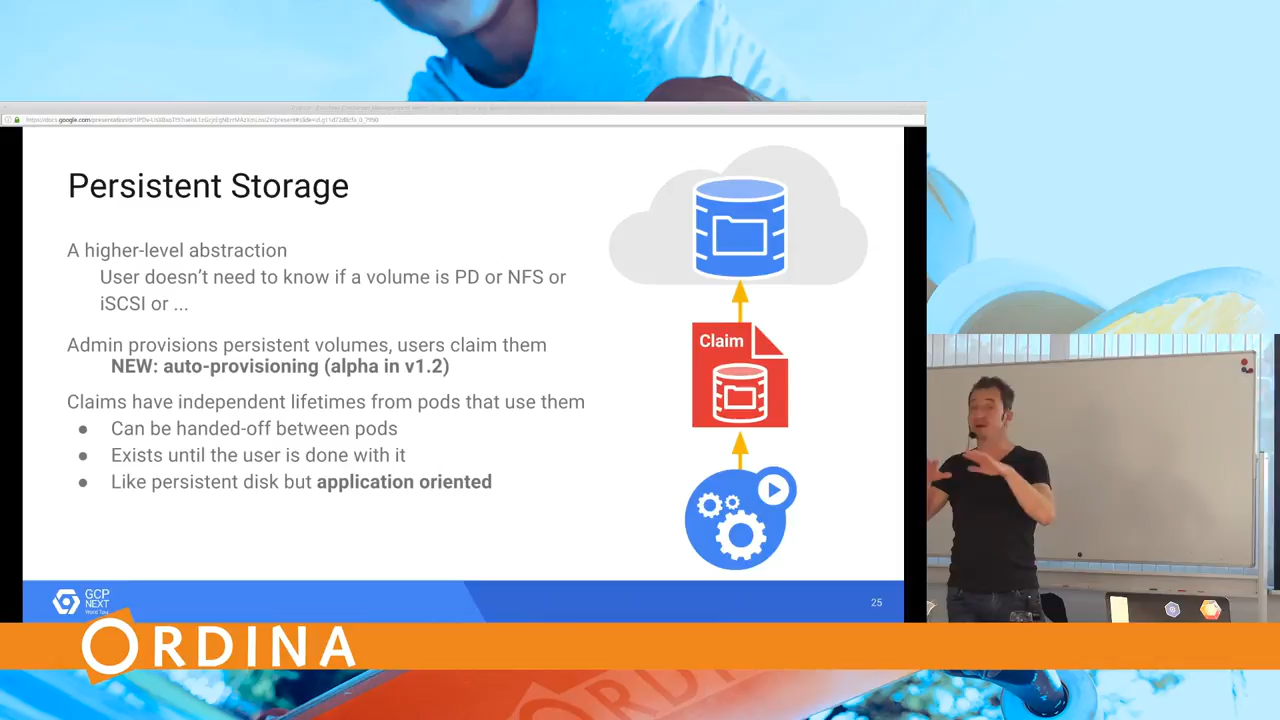 Persistent Storage
A higher-level abstraction
User doesn't need to know if a volume is PD or NFS or
iSCSI or ...
Admin provisions persistent volumes, users claim them
NEW: auto-provisioning (alpha in v1.2)
Claims have independent lifetimes from pods that use them
● Can be handed-off between pods
● Exists until the user is done with it
● Like persistent disk but application oriented
Claim
GCP
NEXT
World Tour
25
ORDINA
ORDINA